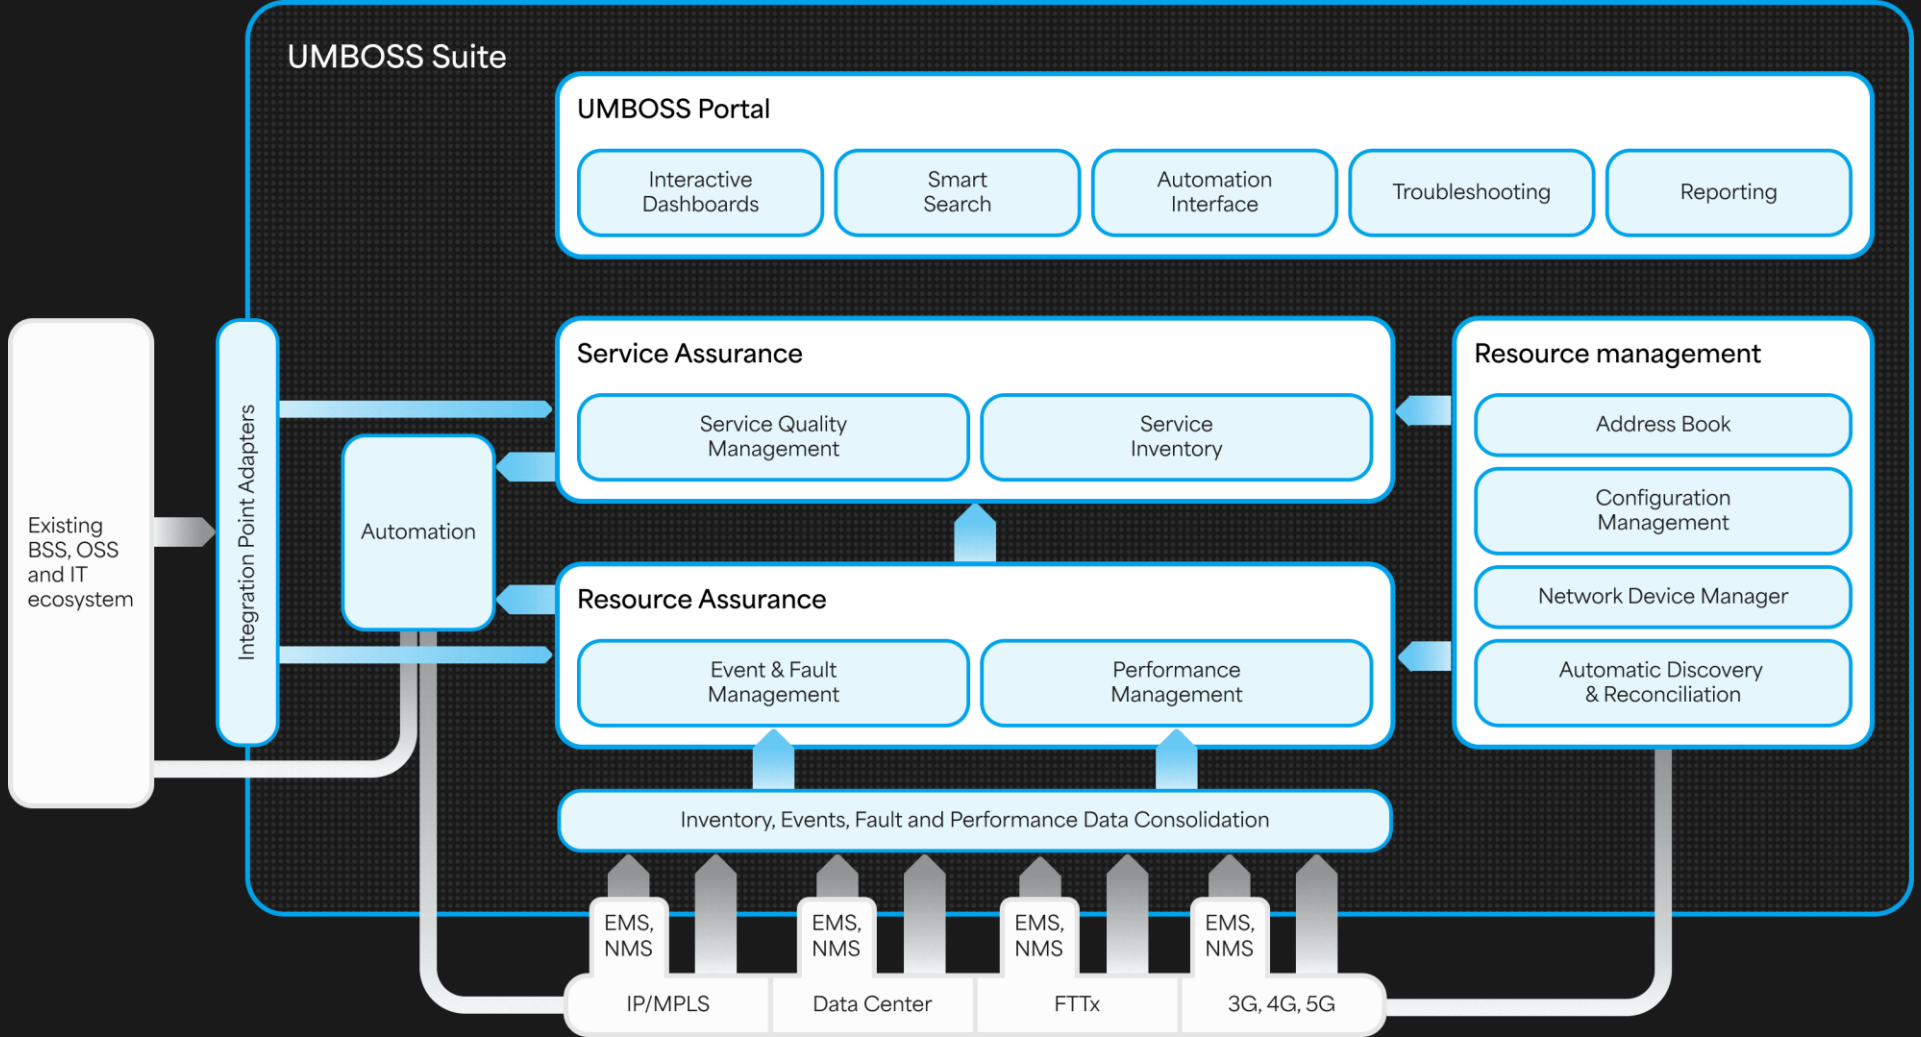 UMBOSS Suite
UMBOSS Portal
Interactive
Dashboards
Smart
Search
Automation
Interface
Troubleshooting
Reporting
Existing
BSS, OSS
and IT
ecosystem
Integration Point Adapters
Automation
Service Assurance
Service Quality
Management
Service
Inventory
Resource Assurance
Event & Fault
Management
Performance
Management
Resource management
Address Book
Configuration
Management
Network Device Manager
Automatic Discovery
& Reconciliation
Inventory, Events, Fault and Performance Data Consolidation
EMS,
NMS
EMS,
NMS
EMS,
NMS
EMS,
NMS
IP/MPLS
Data Center
FTTx
3G, 4G, 5G